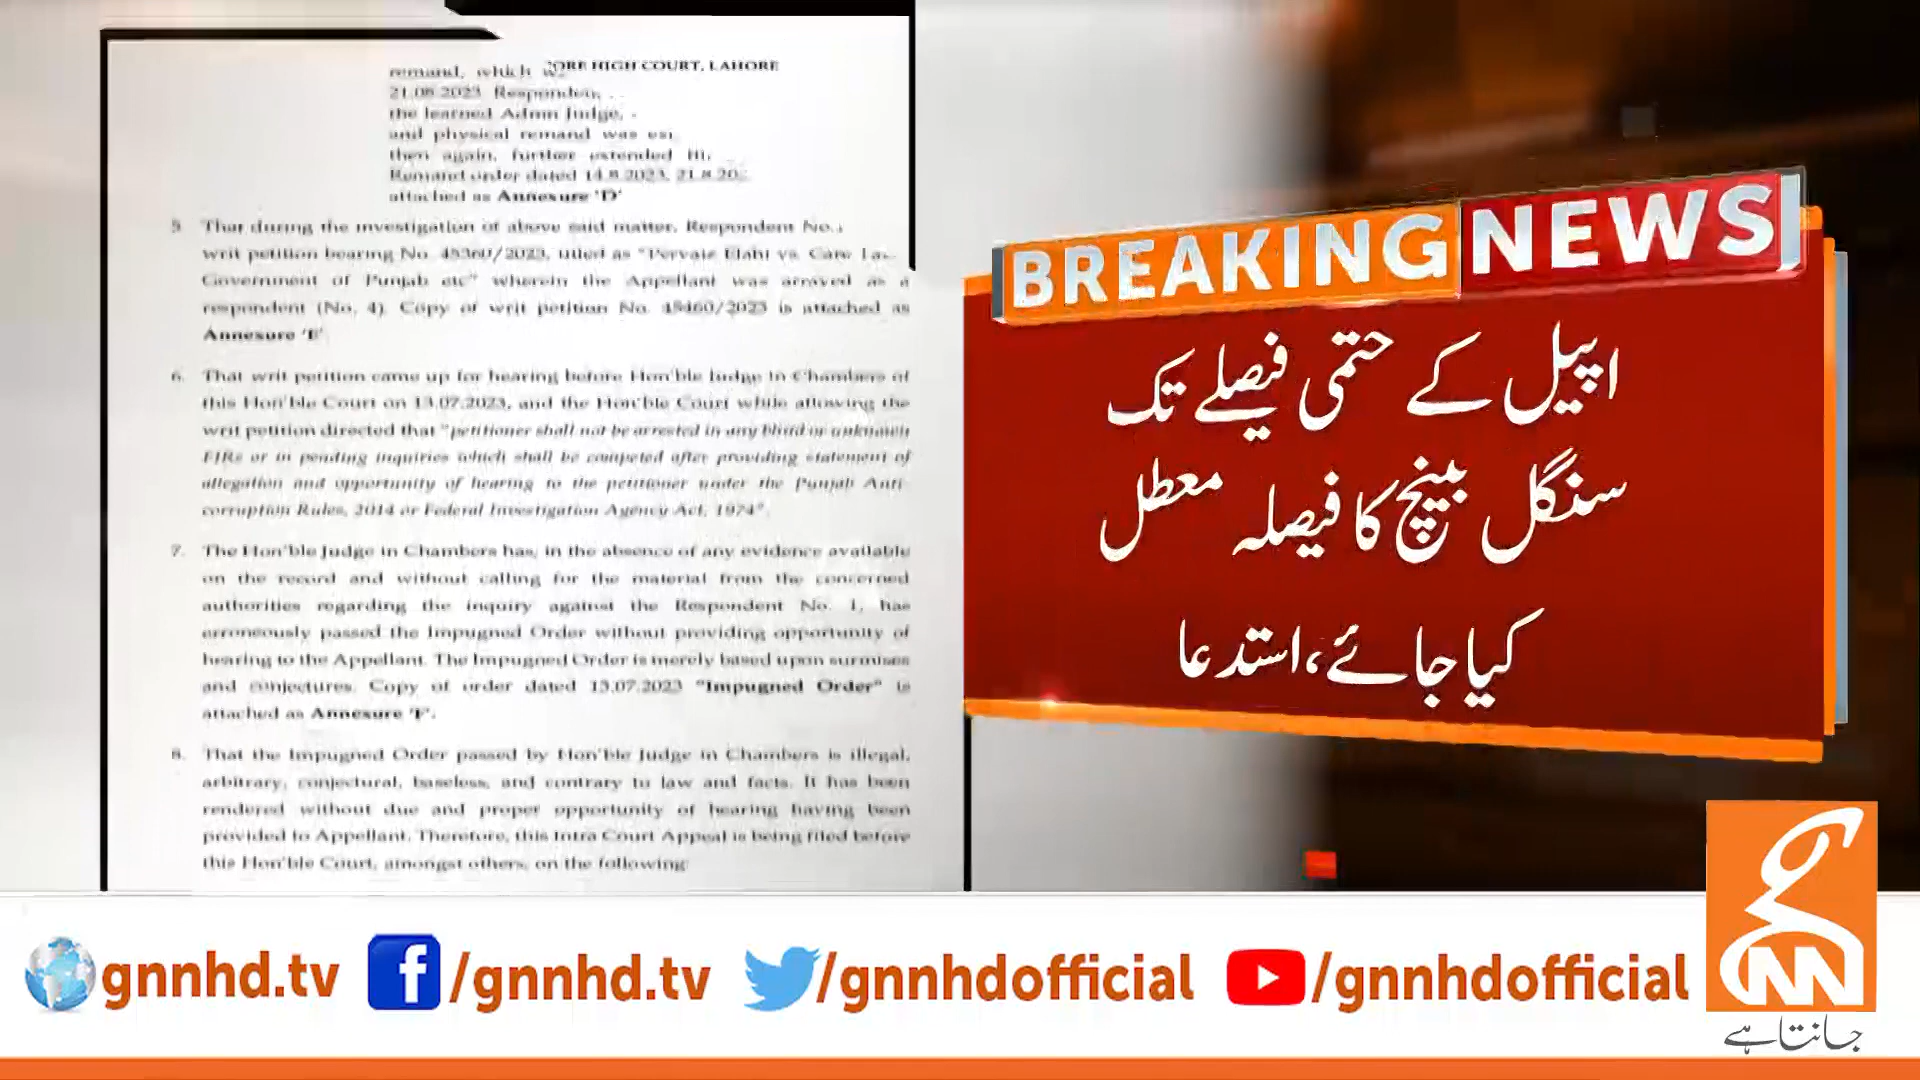 ORE HIGH COURT, LAHORE
remand, which
21.08.2023 Responden
the learned Admn Judge,
and physical remand was
then again, further extended
Remand order dated 14.8.2023, 21.8.20
attached as Annexure 'D'
5. That during the investigation of above said matter, Respondent No.
writ petition bearing No. titled as "Pervaiz Elahi vs.
Government of Punjab etc" wherein the Appellant was arrayed as a
respondent (No. 4). Copy of writ petition No. is attached as
Annexure 'E'
6. That writ petition came up for hearing before Hon'ble Judge in Chambers of
this Hon'ble Court on 13.07.2023, and the Hon'ble Court while allowing the
writ petition directed that "petitioner shall not be arrested in any blind or unknown
FIRs or in pending inquiries which shall be competed after providing statement of
allegation and opportunity of hearing to the petitioner under the Punjab Anti-
corruption Rules, 2014 or Federal Investigation Agency Act, 1974".
7. The Hon'ble Judge in Chambers has, in the absence of any evidence available
on the record and without calling for the material from the concerned
authorities regarding the inquiry against the Respondent No. 1, has
erroneously passed the Impugned Order without providing opportunity of
hearing to the Appellant. The Impugned Order is merely based upon surmises
and conjectures. Copy of order dated 13.07.2023 "Impugned Order" is
attached as Annexure 'F'.
8. That the Impugned Order passed by Hon'ble Judge in Chambers is illegal,
arbitrary, conjectural, baseless, and contrary to law and facts. It has been
rendered without due and proper opportunity of hearing having been
provided to Appellant. Therefore, this Intra Court Appeal is being filed before
this Hon'ble Court, amongst others, on the following
BREAKING NEWS
اپیل کے حتمی فیصلے تک
سنگل بینچ کا فیصلہ معطل
کیا جائے، استدعا
gnnhd.tv /gnnhd.tv /gnnhdofficial /gnnhdofficial
GNN
جانتا ہے